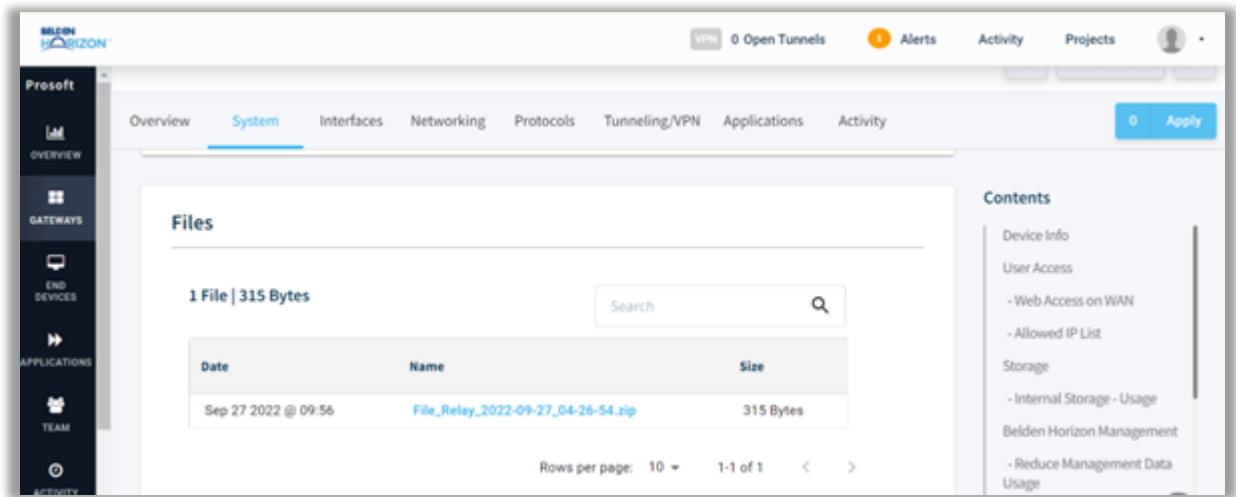 BELDEN
HORIZON
VPN 0 Open Tunnels 1 Alerts Activity Projects
Prosoft
OVERVIEW
GATEWAYS
END
DEVICES
APPLICATIONS
TEAM
ACTIVITY
Overview System Interfaces Networking Protocols Tunneling/VPN Applications Activity 0 Apply
Files
1 File | 315 Bytes
Search
Date Name Size
Sep 27 2022 @ 09:56 File_Relay_2022-09-27_04-26-54.zip 315 Bytes
Rows per page: 10 1-1 of 1 < >
Contents
Device Info
User Access
- Web Access on WAN
- Allowed IP List
Storage
- Internal Storage - Usage
Belden Horizon Management
- Reduce Management Data
Usage